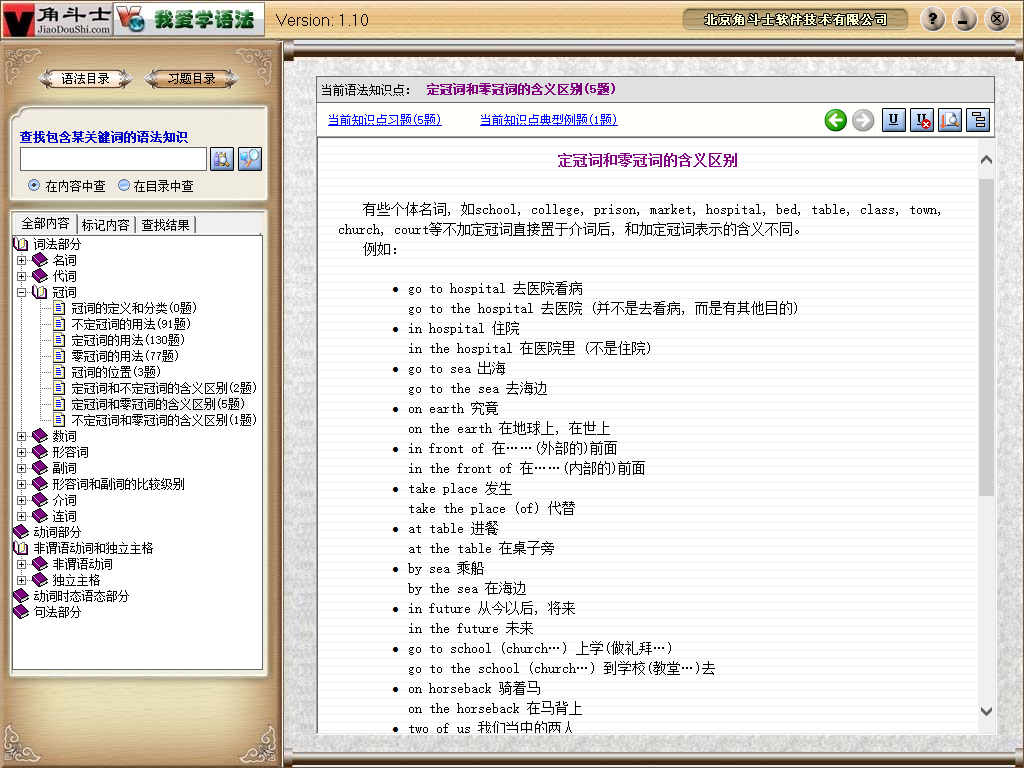 角斗士
JiaoDouShi.com
我爱学语法
Version: 1.10
北京角斗士软件技术有限公司
语法目录
习题目录
查找包含某关键词的语法知识
在内容中查
在目录中查
全部内容
标记内容
查找结果
词法部分
名词
代词
冠词
冠词的定义和分类(0题)
不定冠词的用法(91题)
定冠词的用法(130题)
零冠词的用法(77题)
冠词的位置(3题)
定冠词和不定冠词的含义区别(2题)
定冠词和零冠词的含义区别(5题)
不定冠词和零冠词的含义区别(1题)
数词
形容词
副词
形容词和副词的比较级别
介词
连词
动词部分
非谓语动词和独立主格
非谓语动词
独立主格
动词时态语态部分
句法部分
当前语法知识点： 定冠词和零冠词的含义区别(5题)
当前知识点习题(5题)
当前知识点典型例题(1题)
定冠词和零冠词的含义区别
有些个体名词，如school, college, prison, market, hospital, bed, table, class, town,
church, court等不加定冠词直接置于介词后，和加定冠词表示的含义不同。
例如：
• go to hospital 去医院看病
go to the hospital 去医院（并不是去看病，而是有其他目的）
• in hospital 住院
in the hospital 在医院里（不是住院）
• go to sea 出海
go to the sea 去海边
• on earth 究竟
on the earth 在地球上，在世上
• in front of 在……(外部的)前面
in the front of 在……(内部的)前面
• take place 发生
take the place (of) 代替
• at table 进餐
at the table 在桌子旁
• by sea 乘船
by the sea 在海边
• in future 从今以后，将来
in the future 未来
• go to school (church…) 上学(做礼拜…)
go to the school (church…) 到学校(教堂…)去
• on horseback 骑着马
on the horseback 在马背上
• two of us 我们当中的两人